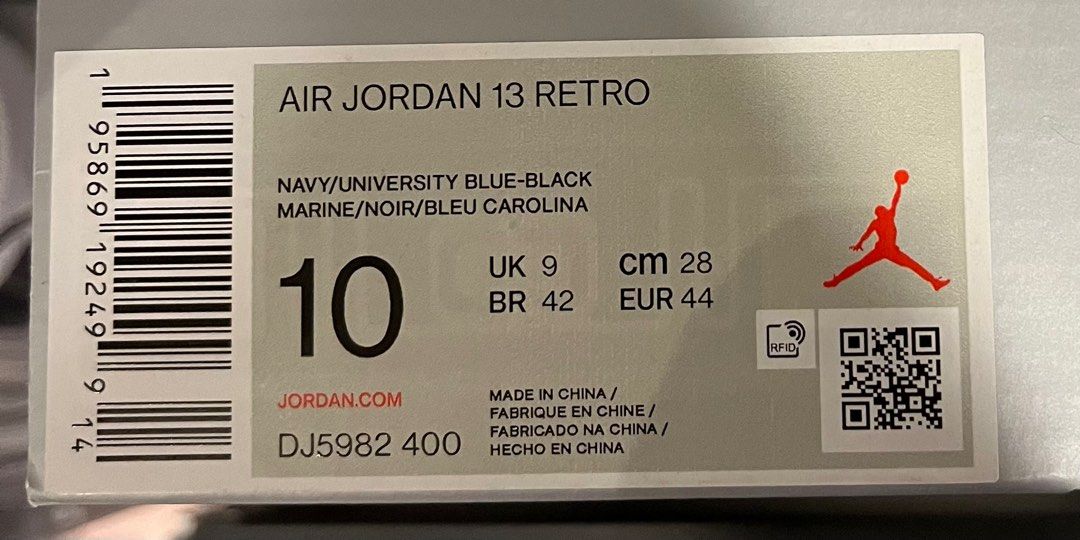 1 95869 19249 9 14
AIR JORDAN 13 RETRO
NAVY/UNIVERSITY BLUE-BLACK
MARINE/NOIR/BLEU CAROLINA
10
UK 9
cm 28
BR 42
EUR 44
RFID
JORDAN.COM
DJ5982 400
MADE IN CHINA /
FABRIQUE EN CHINE /
FABRICADO NA CHINA /
HECHO EN CHINA